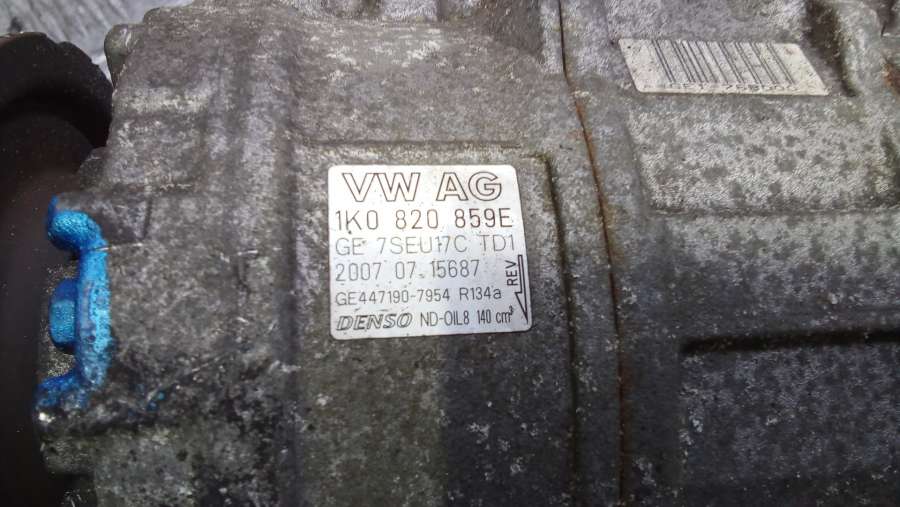 VW AG
1K0 820 859E
GE 7SEU17C TD1
2007 07 15687
REV
GE447190-7954 R134a
DENSO ND-OIL8 140 cm³